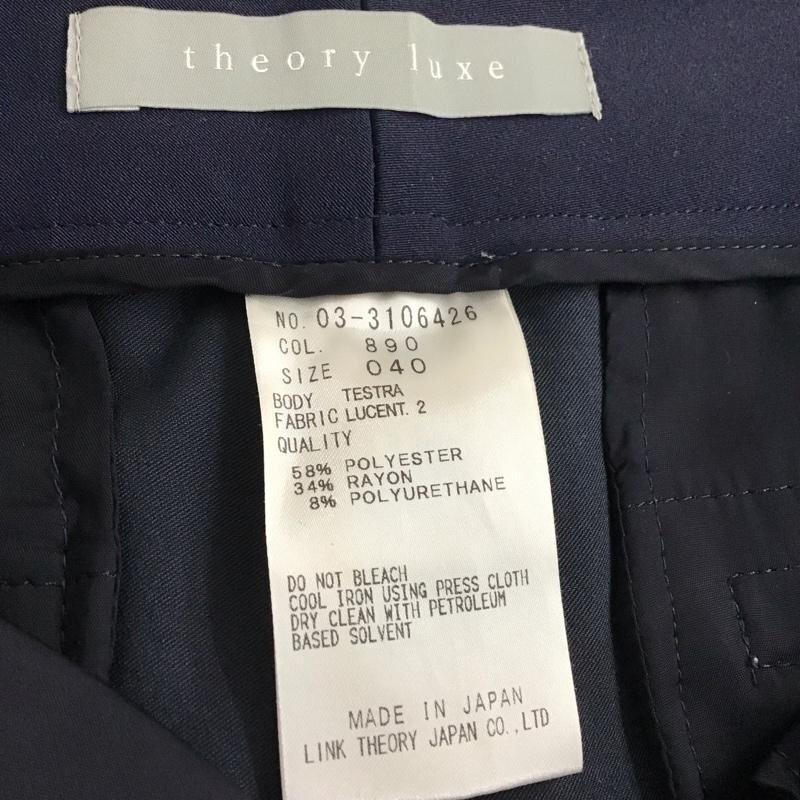 theory luxe
NO. 03-3106426
COL. 890
SIZE 040
BODY TESTRA
FABRIC LUCENT. 2
QUALITY
58% POLYESTER
34% RAYON
8% POLYURETHANE
DO NOT BLEACH
COOL IRON USING PRESS CLOTH
DRY CLEAN WITH PETROLEUM
BASED SOLVENT
MADE IN JAPAN
LINK THEORY JAPAN CO.,LTD